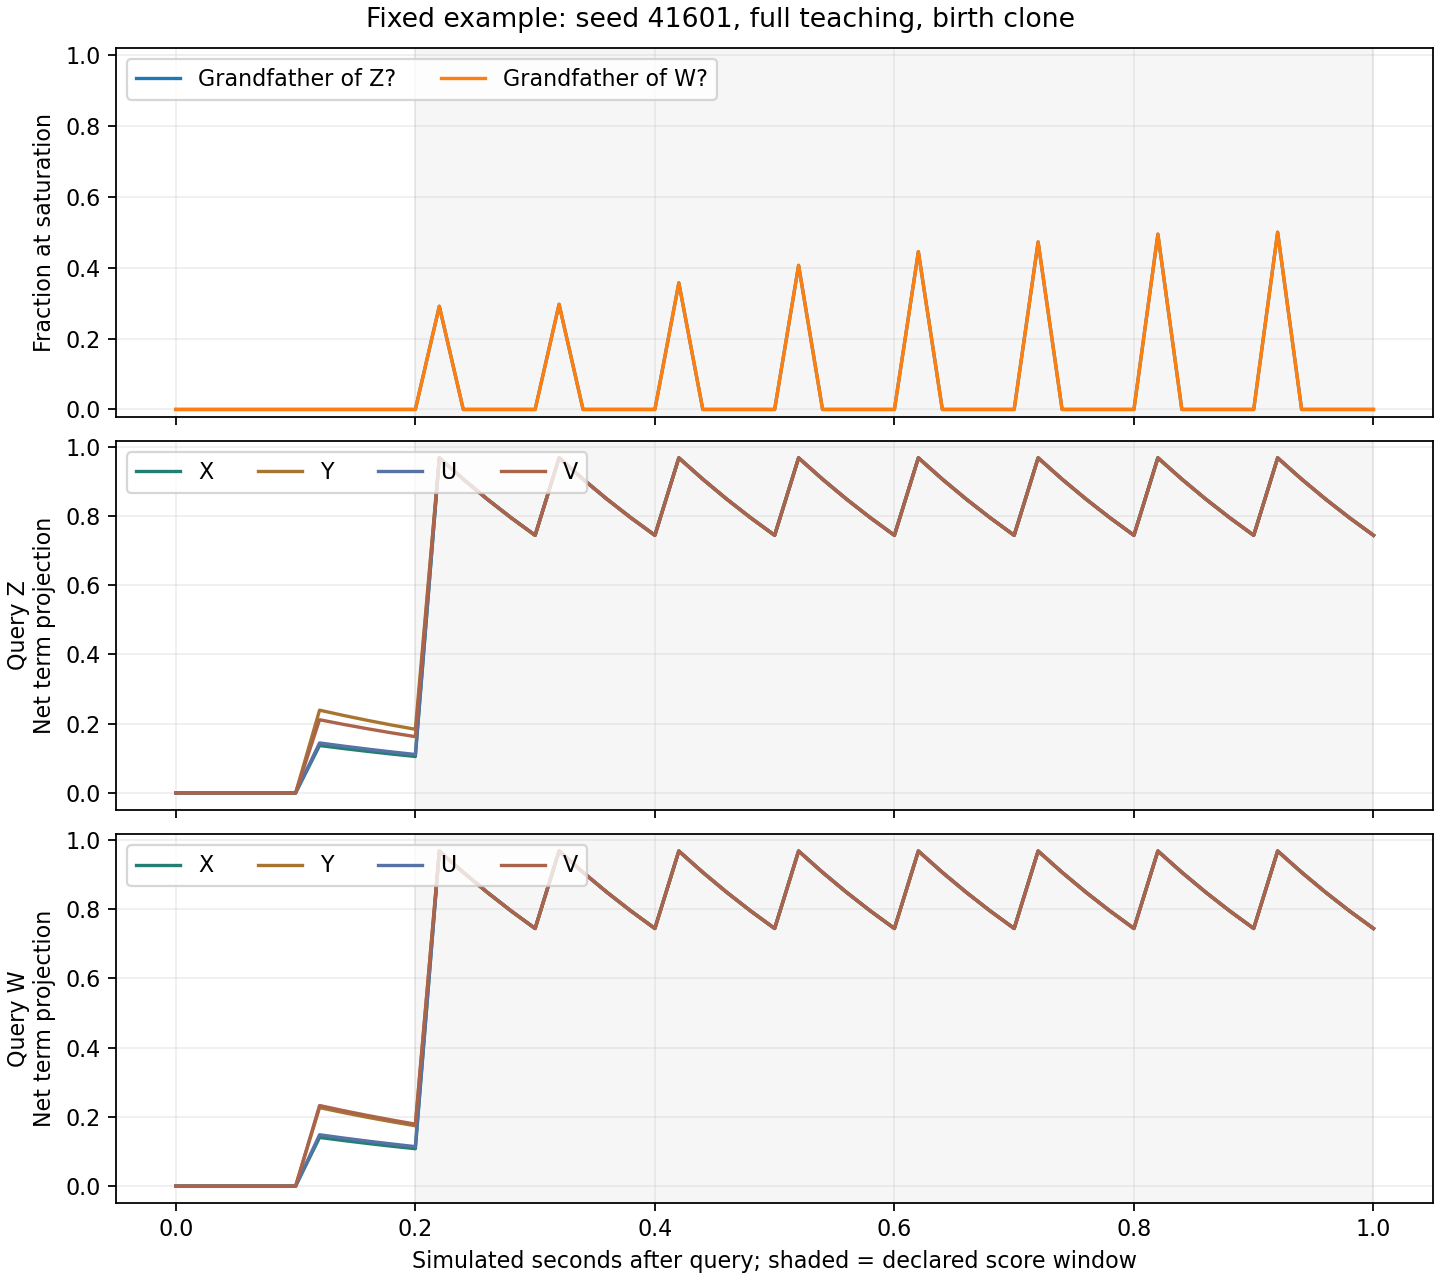 Fixed example: seed 41601, full teaching, birth clone
Fraction at saturation
1.0
0.8
0.6
0.4
0.2
0.0
Grandfather of Z? Grandfather of W?
Query Z
Net term projection
1.0
0.8
0.6
0.4
0.2
0.0
X Y U V
Query W
Net term projection
1.0
0.8
0.6
0.4
0.2
0.0
X Y U V
0.0 0.2 0.4 0.6 0.8 1.0
Simulated seconds after query; shaded = declared score window